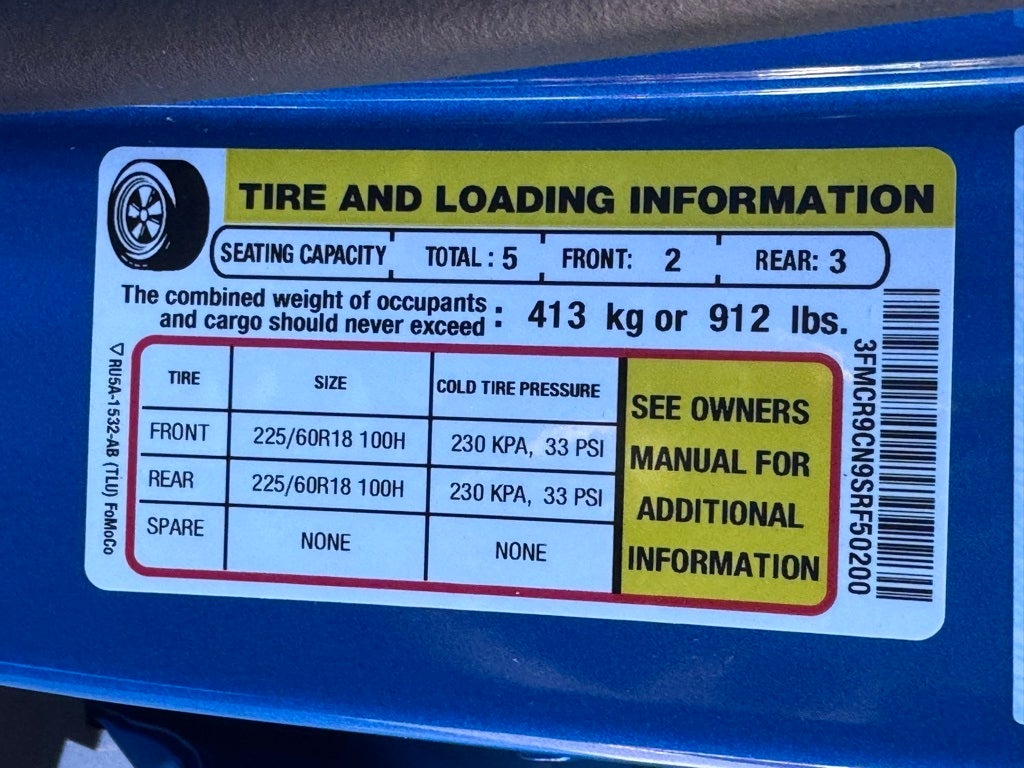 TIRE AND LOADING INFORMATION
SEATING CAPACITY TOTAL : 5 FRONT: 2 REAR: 3
The combined weight of occupants
and cargo should never exceed : 413 kg or 912 lbs.
TIRE SIZE COLD TIRE PRESSURE
FRONT 225/60R18 100H 230 KPA, 33 PSI
REAR 225/60R18 100H 230 KPA, 33 PSI
SPARE NONE NONE
SEE OWNERS
MANUAL FOR
ADDITIONAL
INFORMATION
RU5A-1532-AB (TLU) FoMoCo
3FMCR9CN9SRF50200